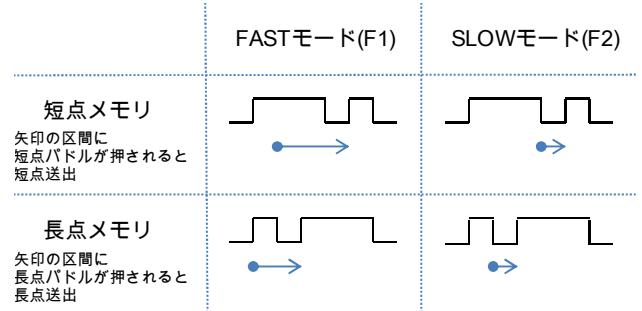 FASTモード(F1)
SLOWモード(F2)
短点メモリ
矢印の区間に
短点パドルが押されると
短点送出
長点メモリ
矢印の区間に
長点パドルが押されると
長点送出